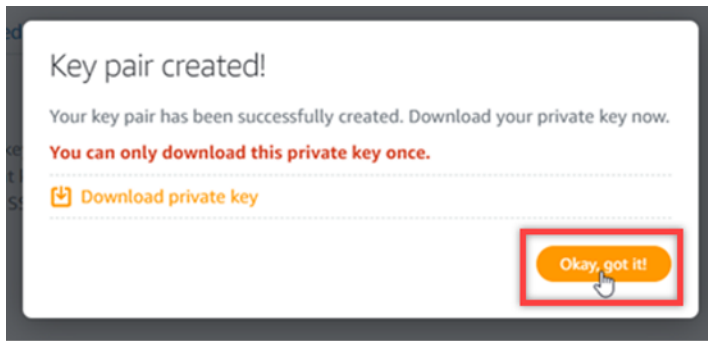 Key pair created!
Your key pair has been successfully created. Download your private key now.
You can only download this private key once.
Download private key
Okay, got it!